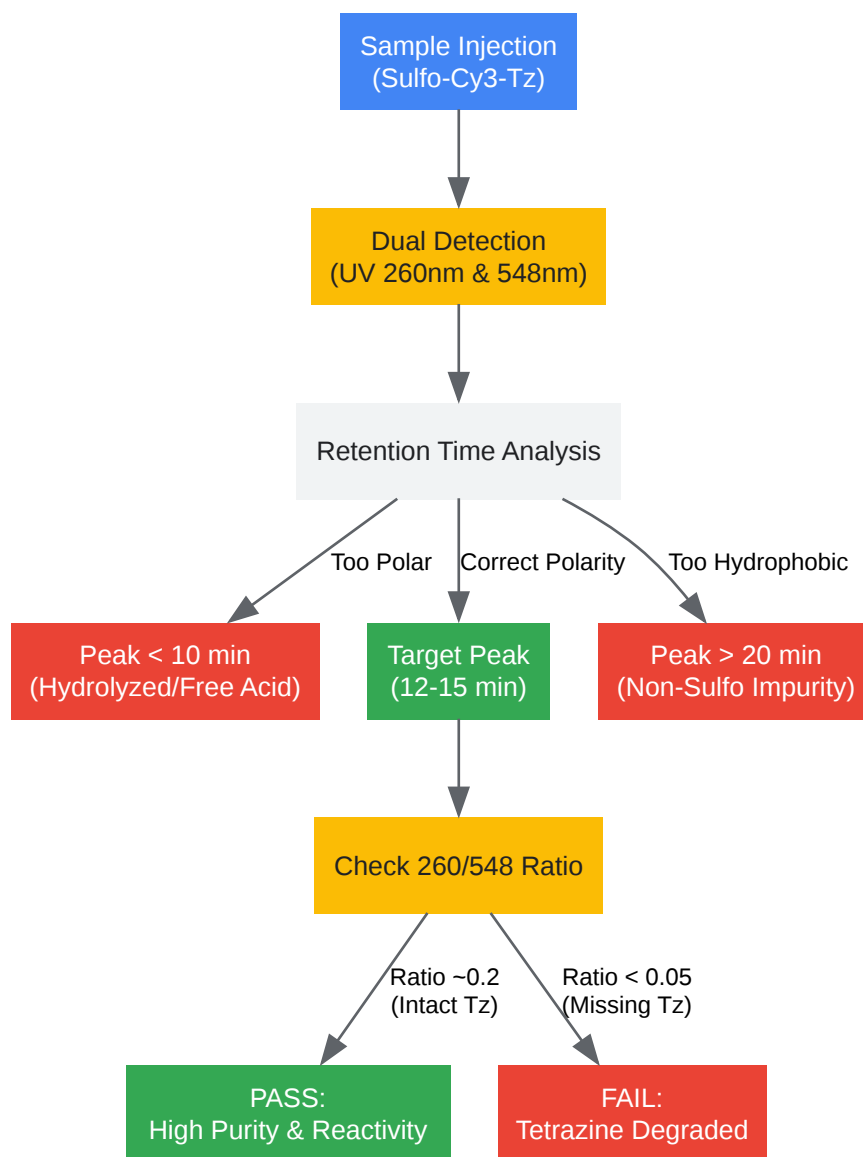 Sample Injection
(Sulfo-Cy3-Tz)
Dual Detection
(UV 260nm & 548nm)
Retention Time Analysis
Too Polar
Correct Polarity
Too Hydrophobic
Peak < 10 min
(Hydrolyzed/Free Acid)
Target Peak
(12-15 min)
Peak > 20 min
(Non-Sulfo Impurity)
Check 260/548 Ratio
Ratio ~0.2
(Intact Tz)
Ratio < 0.05
(Missing Tz)
PASS:
High Purity & Reactivity
FAIL:
Tetrazine Degraded